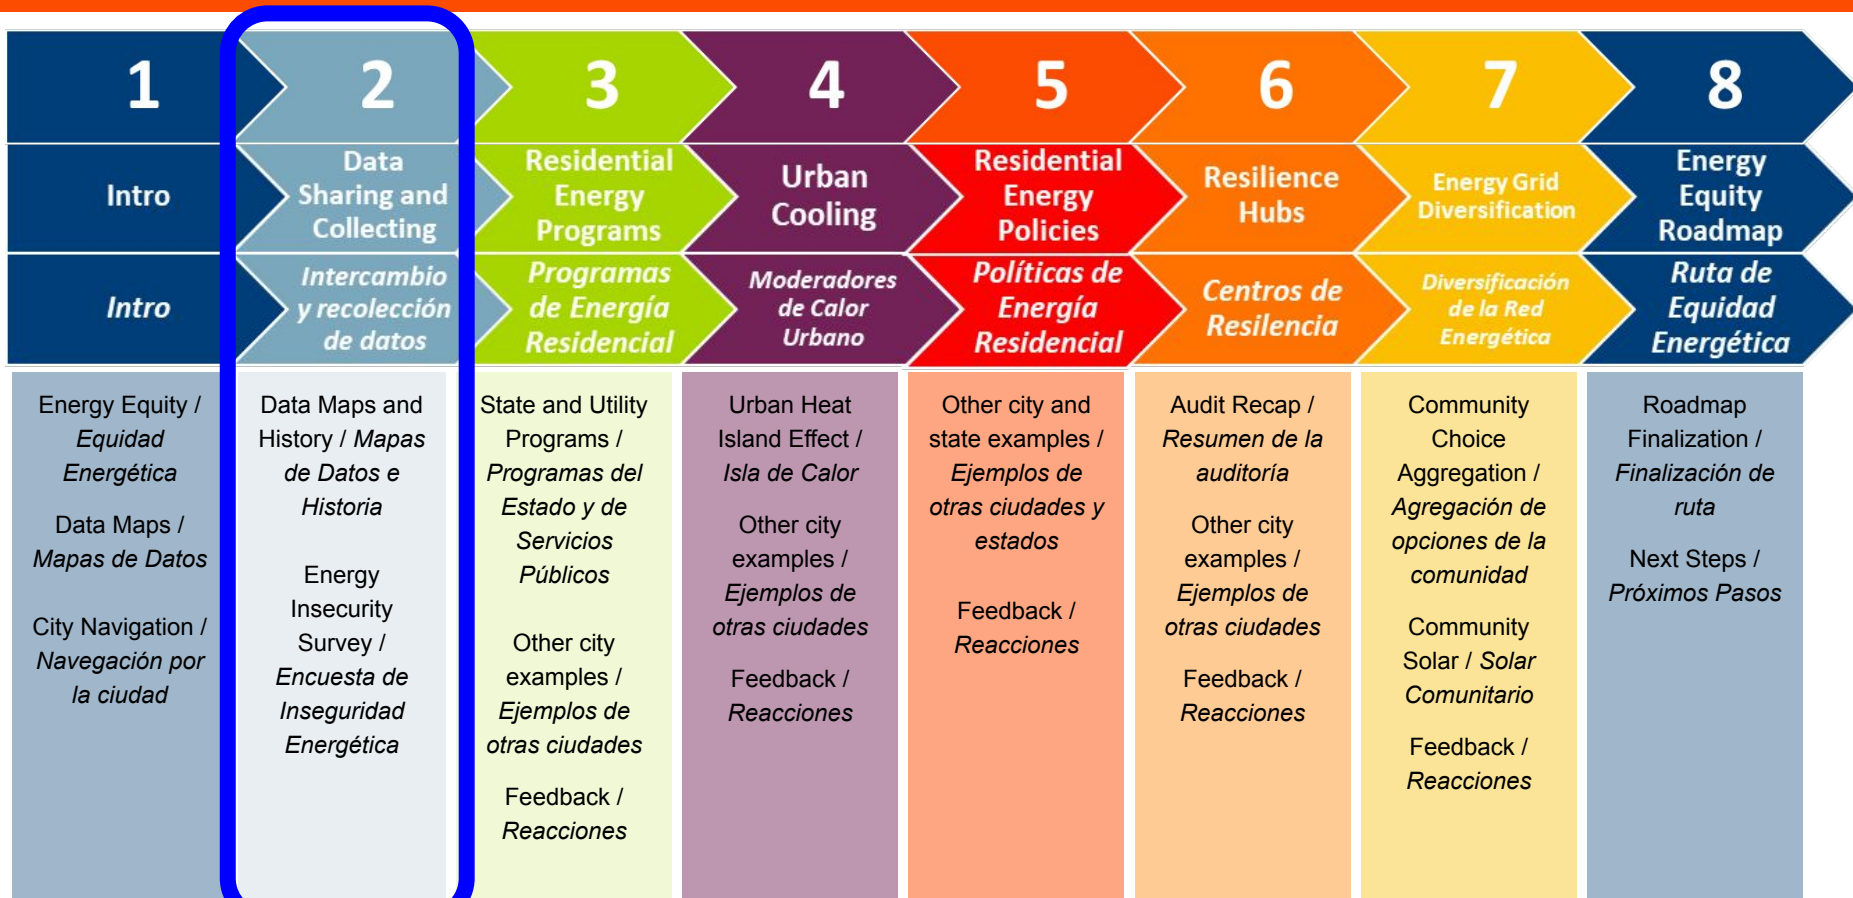 1
2
3
4
5
6
7
8
Intro
Data
Sharing and
Collecting
Residential
Energy
Programs
Urban
Cooling
Residential
Energy
Policies
Resilience
Hubs
Energy Grid
Diversification
Energy
Equity
Roadmap
Intro
Intercambio
y recolección
de datos
Programas
de Energía
Residencial
Moderadores
de Calor
Urbano
Políticas de
Energía
Residencial
Centros de
Resilencia
Diversificación
de la Red
Energética
Ruta de
Equidad
Energética
Energy Equity /
Equidad
Energética
Data Maps /
Mapas de Datos
City Navigation /
Navegación por
la ciudad
Data Maps and
History / Mapas
de Datos e
Historia
Energy
Insecurity
Survey /
Encuesta de
Inseguridad
Energética
State and Utility
Programs /
Programas del
Estado y de
Servicios
Públicos
Other city
examples /
Ejemplos de
otras ciudades
Feedback /
Reacciones
Urban Heat
Island Effect /
Isla de Calor
Other city
examples /
Ejemplos de
otras ciudades
Feedback /
Reacciones
Other city and
state examples /
Ejemplos de
otras ciudades y
estados
Feedback /
Reacciones
Audit Recap /
Resumen de la
auditoría
Other city
examples /
Ejemplos de
otras ciudades
Feedback /
Reacciones
Community
Choice
Aggregation /
Agregación de
opciones de la
comunidad
Community
Solar / Solar
Comunitario
Feedback /
Reacciones
Roadmap
Finalization /
Finalización de
ruta
Next Steps /
Próximos Pasos